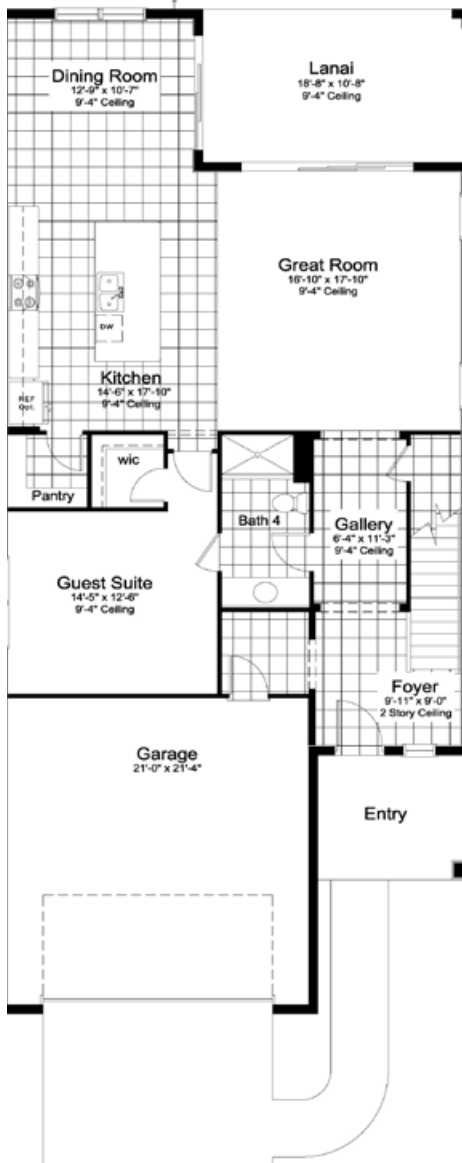 Dining Room
12'-9" x 10'-7"
9'-4" Ceiling
Lanai
18'-8" x 10'-8"
9'-4" Ceiling
Great Room
16'-10" x 17'-10"
9'-4" Ceiling
DW
Kitchen
14'-6" x 17'-10"
9'-4" Ceiling
REF
Opt.
wic
Pantry
Bath 4
Gallery
6'-4" x 11'-3"
9'-4" Ceiling
Guest Suite
14'-5" x 12'-6"
9'-4" Ceiling
Foyer
9'-11" x 9'-0"
2 Story Ceiling
Garage
21'-0" x 21'-4"
Entry